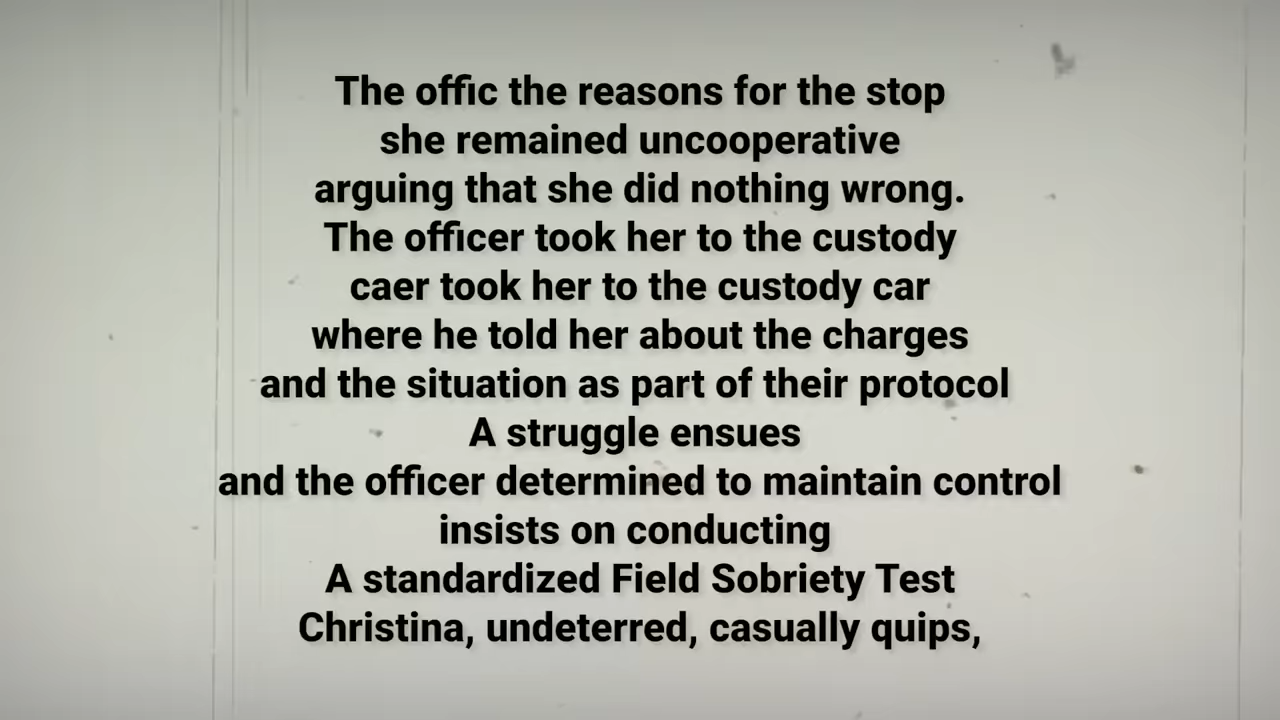 The offic the reasons for the stop
she remained uncooperative
arguing that she did nothing wrong.
The officer took her to the custody
caer took her to the custody car
where he told her about the charges
and the situation as part of their protocol
A struggle ensues
and the officer determined to maintain control
insists on conducting
A standardized Field Sobriety Test
Christina, undeterred, casually quips,